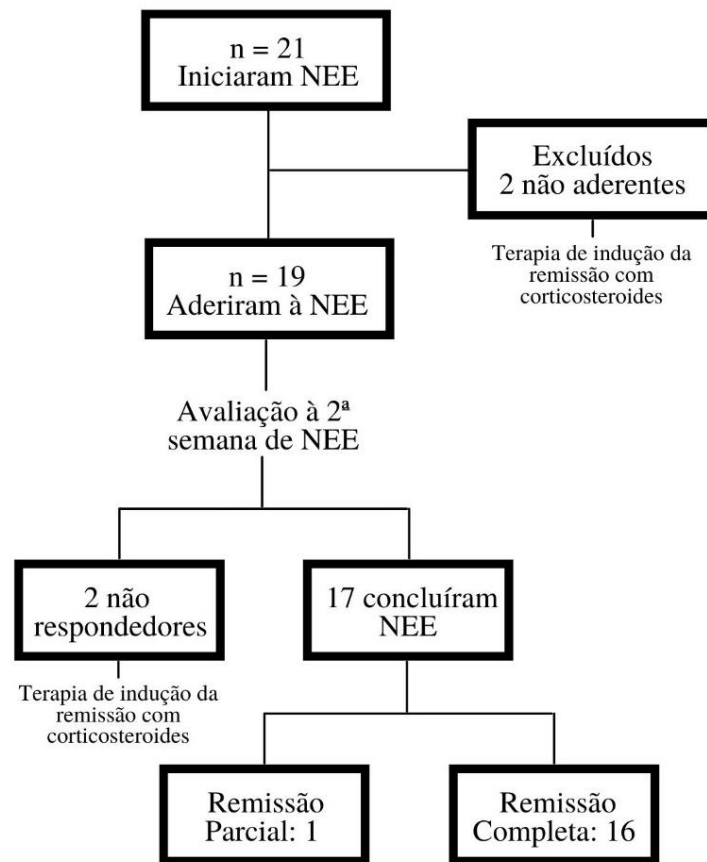 n = 21
Iniciaram NEE
Excluídos
2 não aderentes
Terapia de indução da
remissão com
corticosteroides
n = 19
Aderiram à NEE
Avaliação à 2ª
semana de NEE
2 não
respondedores
Terapia de indução da
remissão com
corticosteroides
17 concluíram
NEE
Remissão
Parcial: 1
Remissão
Completa: 16